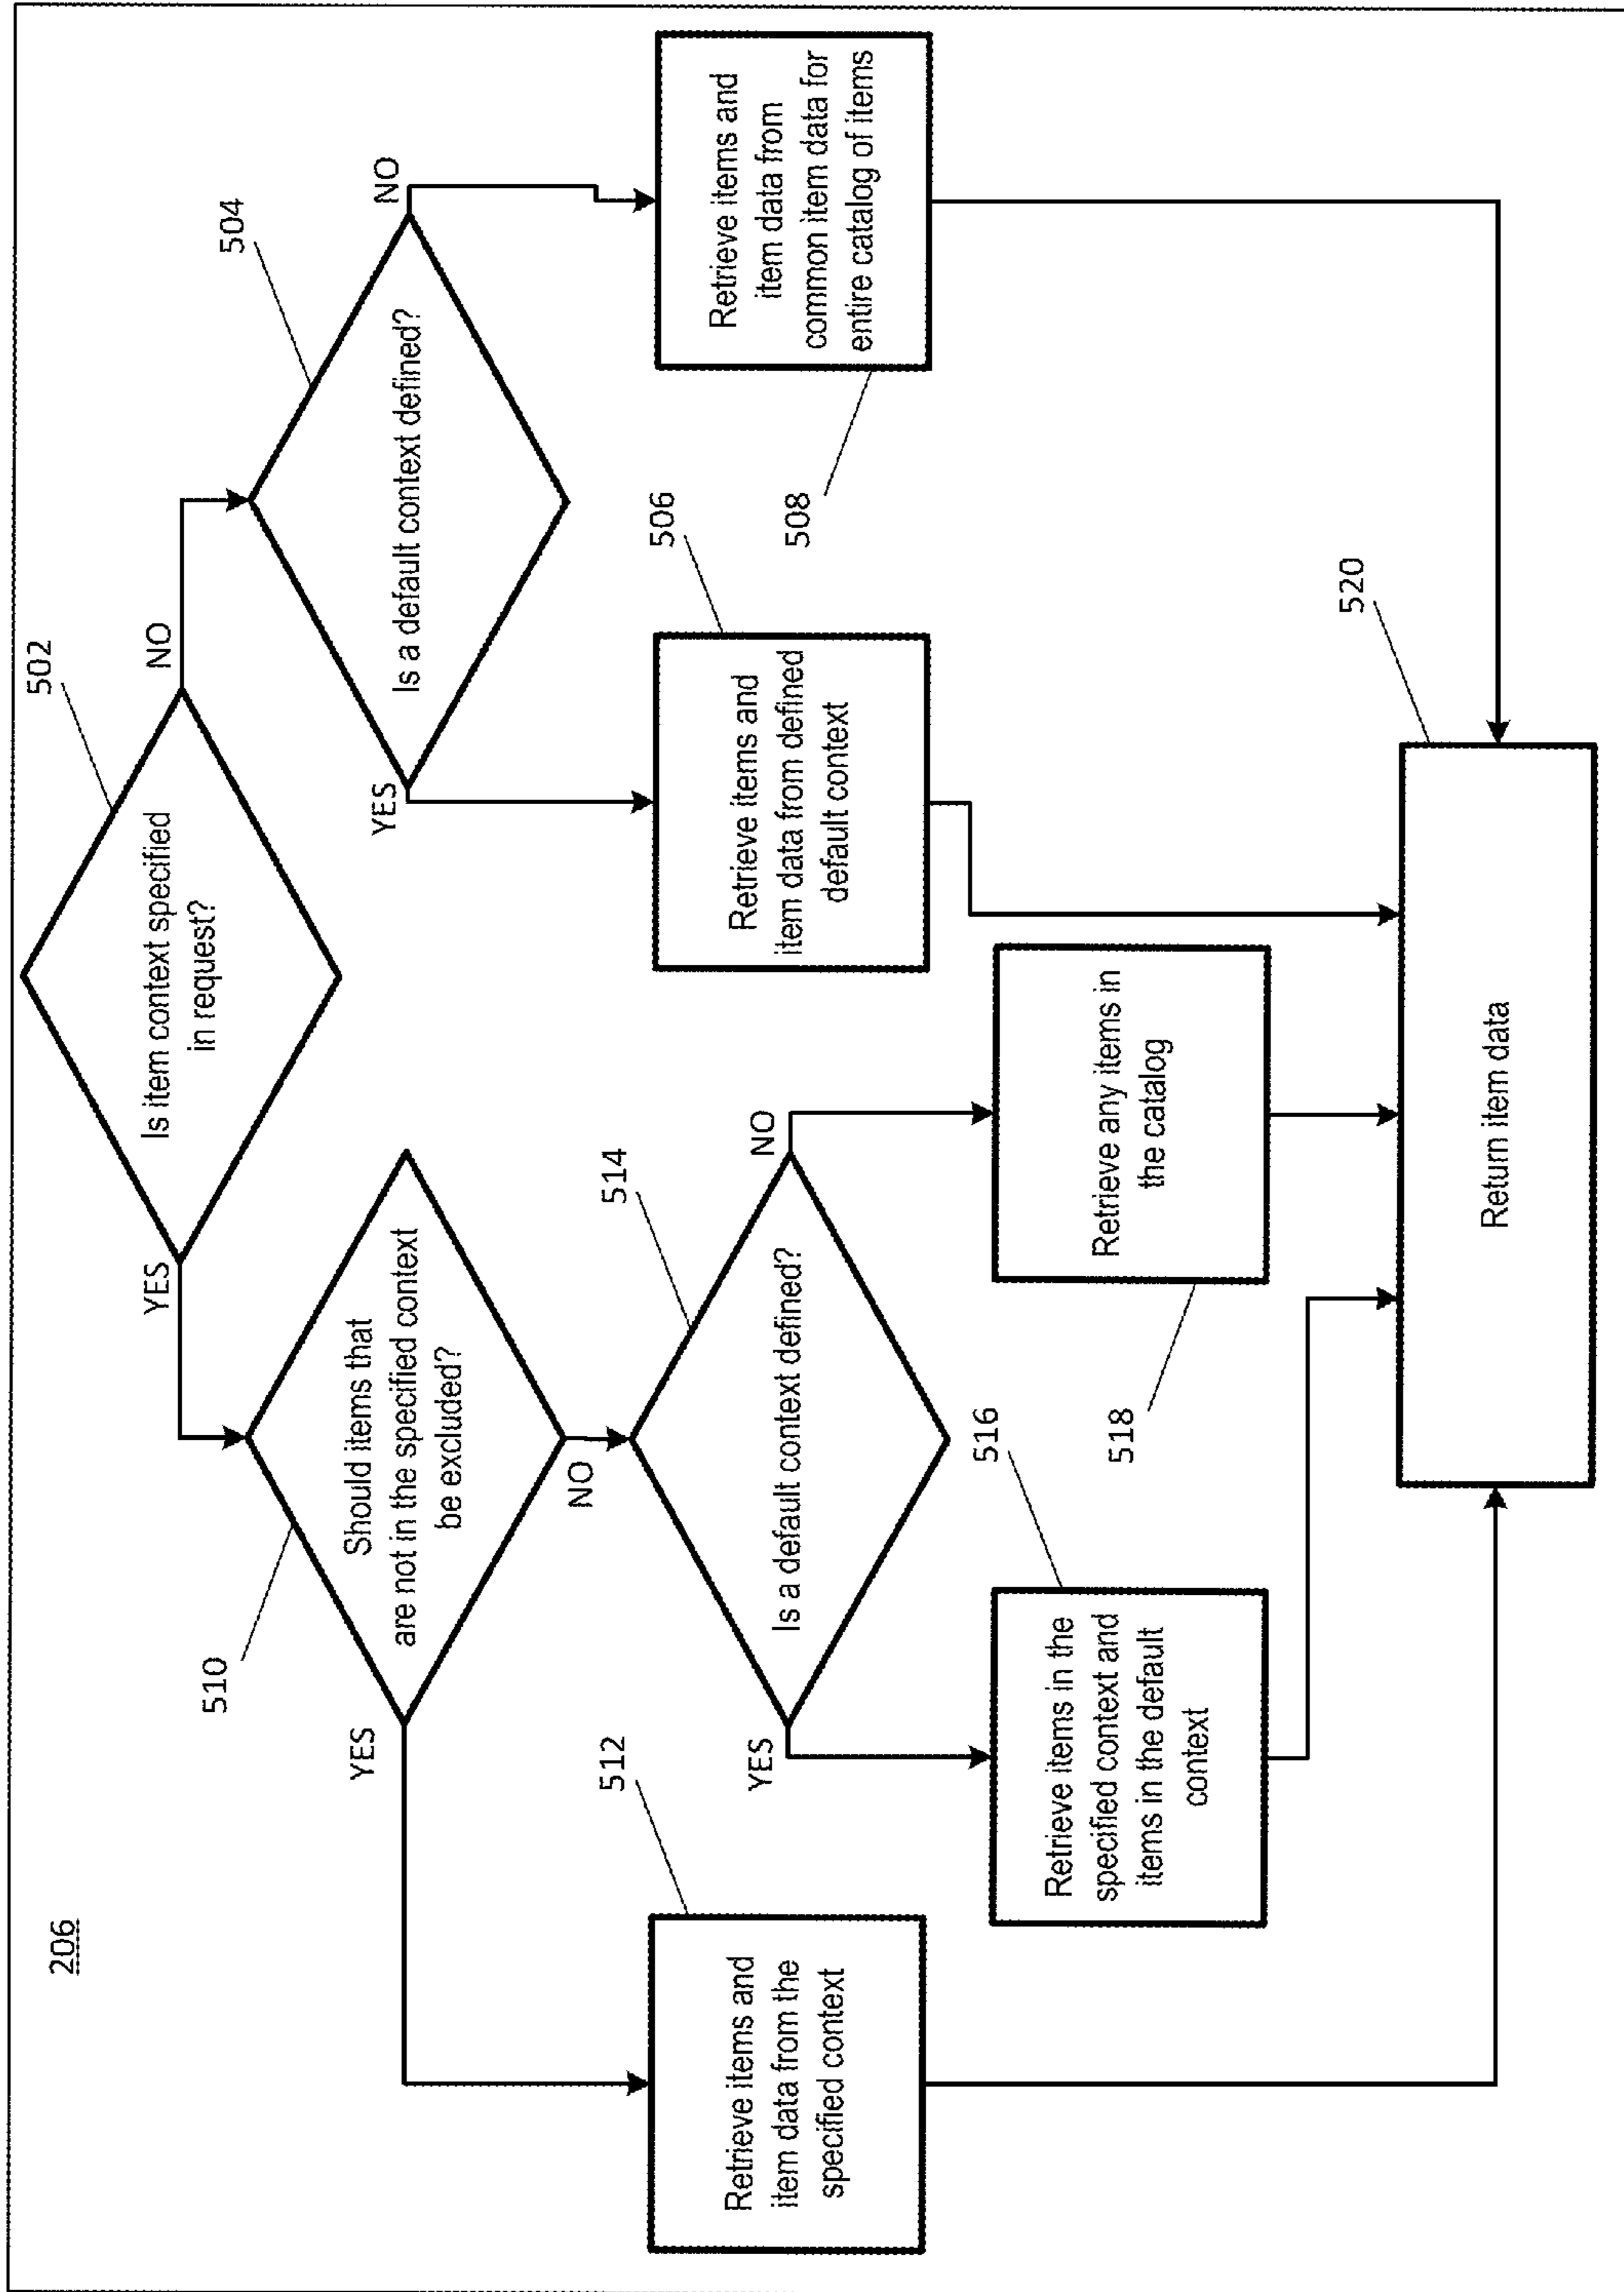 206
502
Is item context specified
in request?
YES
NO
510
Should items that
are not in the specified context
be excluded?
YES
NO
504
Is a default context defined?
YES
NO
512
Retrieve items and
item data from the
specified context
514
Is a default context defined?
YES
NO
506
Retrieve items and
item data from defined
default context
508
Retrieve items and
item data from
common item data for
entire catalog of items
516
Retrieve items in the
specified context and
items in the default
context
518
Retrieve any items in
the catalog
520
Return item data